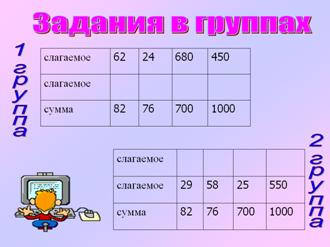 Задания в группах
1 группа
слагаемое 62 24 680 450
слагаемое
сумма 82 76 700 1000
2 группа
слагаемое
слагаемое 29 58 25 550
сумма 82 76 700 1000